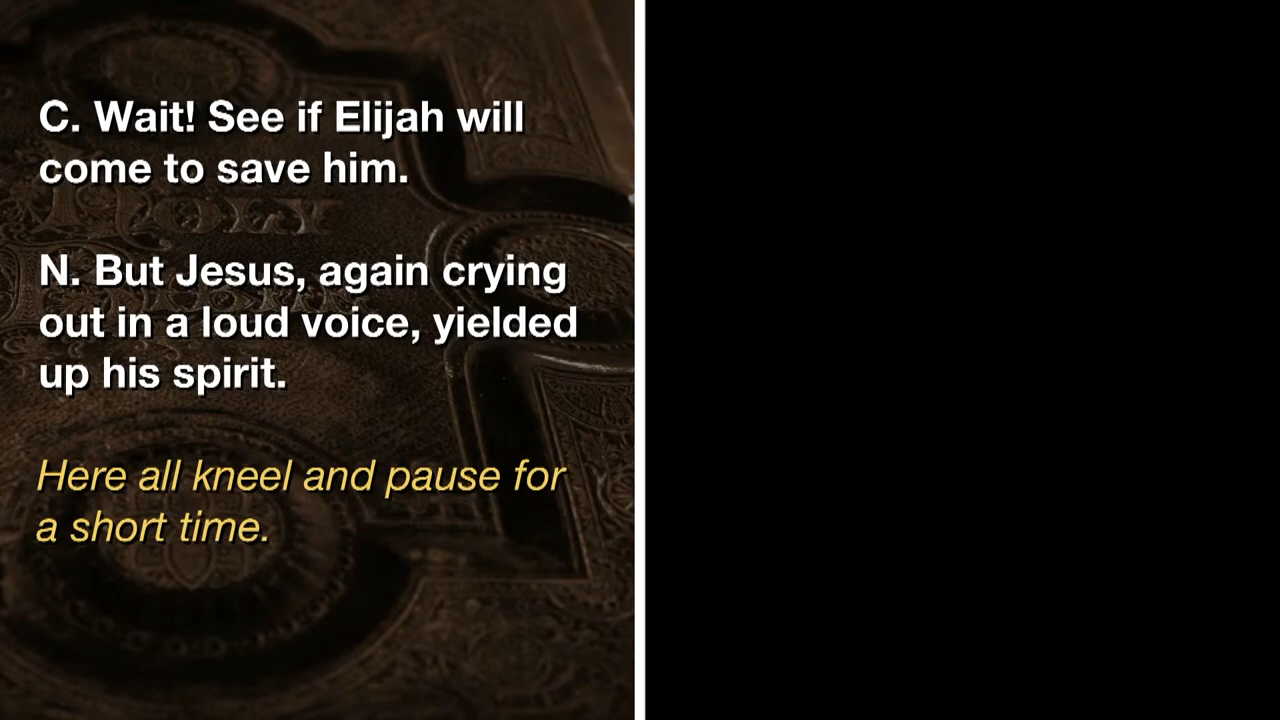 C. Wait! See if Elijah will
come to save him.
Holy
N. But Jesus, again crying
out in a loud voice, yielded
up his spirit.
Here all kneel and pause for
a short time.